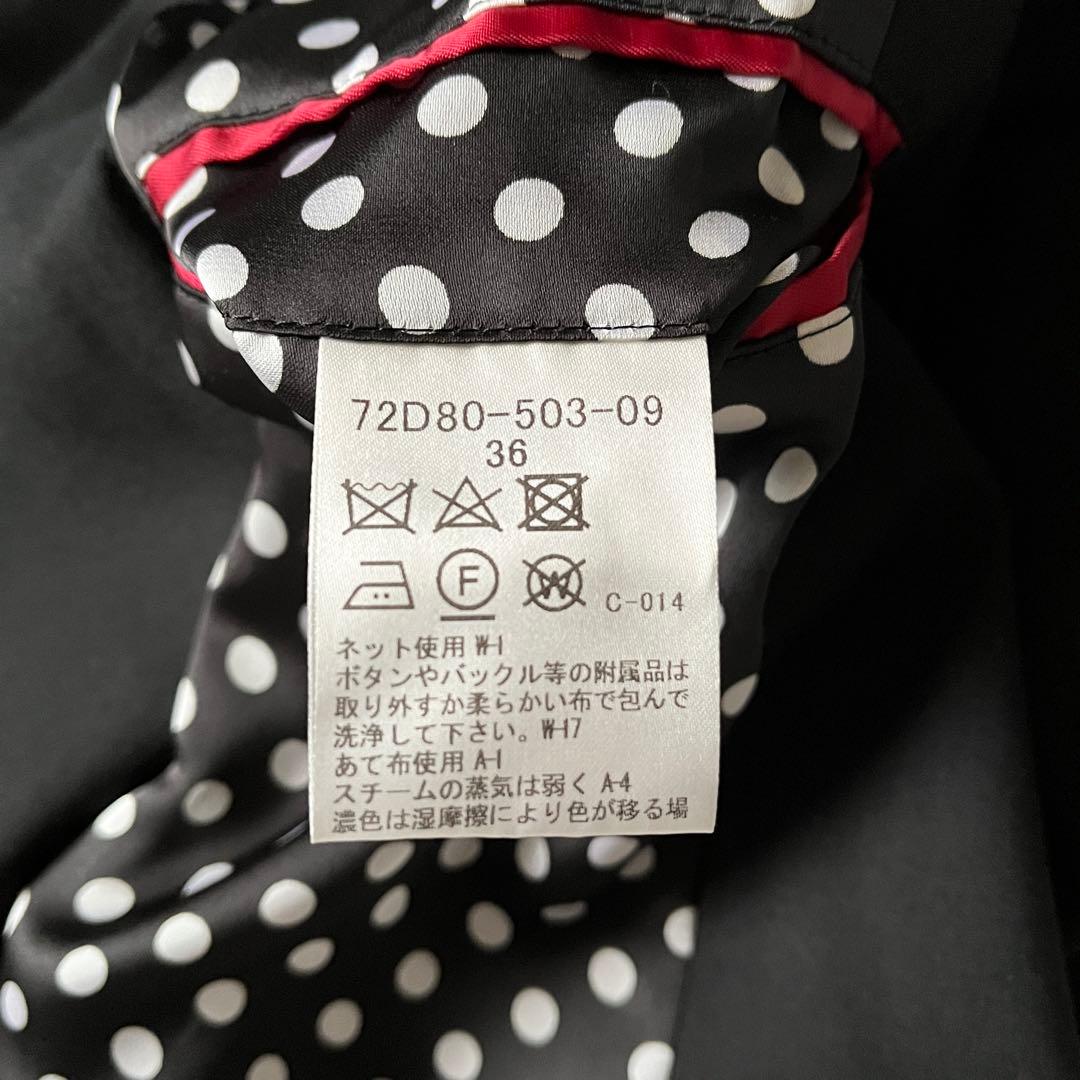 72D80-503-09
36
F
W
C-014
ネット使用 W-1
ボタンやバックル等の附属品は
取り外すか柔らかい布で包んで
洗浄して下さい。W-17
あて布使用 A-1
スチームの蒸気は弱く A-4
濃色は湿摩擦により色が移る場